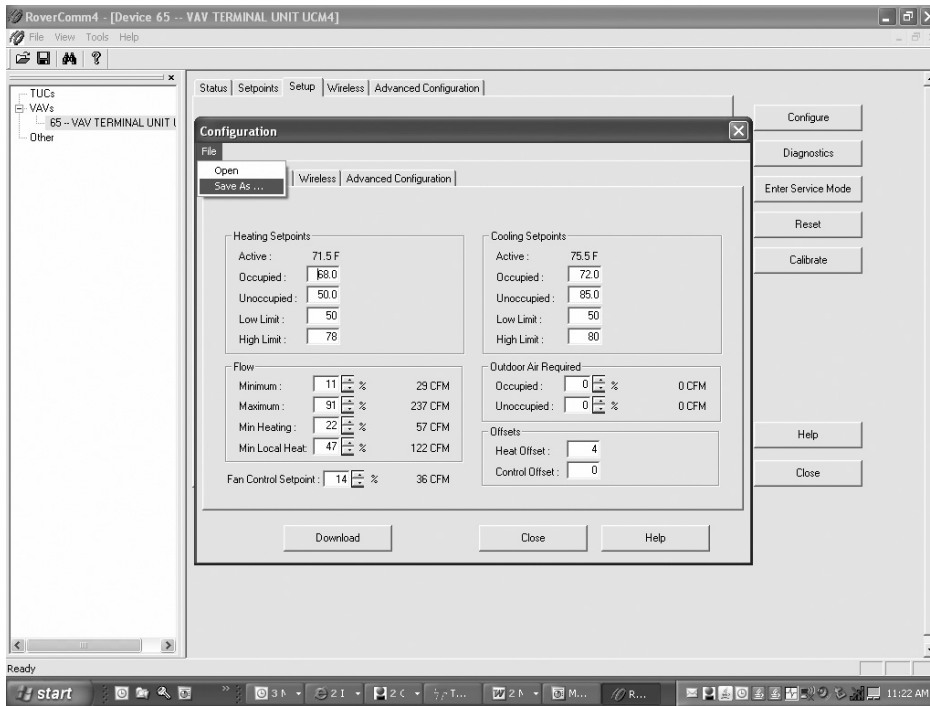 RoverComm4 - [Device 65 -- VAV TERMINAL UNIT UCM4]
File View Tools Help
TUCs
VAVs
65 -- VAV TERMINAL UNIT
Other
Status Setpoints Setup Wireless Advanced Configuration
Configure
Diagnostics
Enter Service Mode
Reset
Calibrate
Help
Close
Configuration
File
Open
Save As ...
Wireless Advanced Configuration
Heating Setpoints
Active : 71.5 F
Occupied : 68.0
Unoccupied : 50.0
Low Limit : 50
High Limit : 78
Cooling Setpoints
Active : 75.5 F
Occupied : 72.0
Unoccupied : 85.0
Low Limit : 50
High Limit : 80
Flow
Minimum : 11 % 29 CFM
Maximum : 91 % 237 CFM
Min Heating : 22 % 57 CFM
Min Local Heat: 47 % 122 CFM
Fan Control Setpoint : 14 % 36 CFM
Outdoor Air Required
Occupied : 0 % 0 CFM
Unoccupied : 0 % 0 CFM
Offsets
Heat Offset : 4
Control Offset : 0
Download Close Help
Ready
start 3 N 2 I 2 C T... 2 N M... R... 11:22 AM